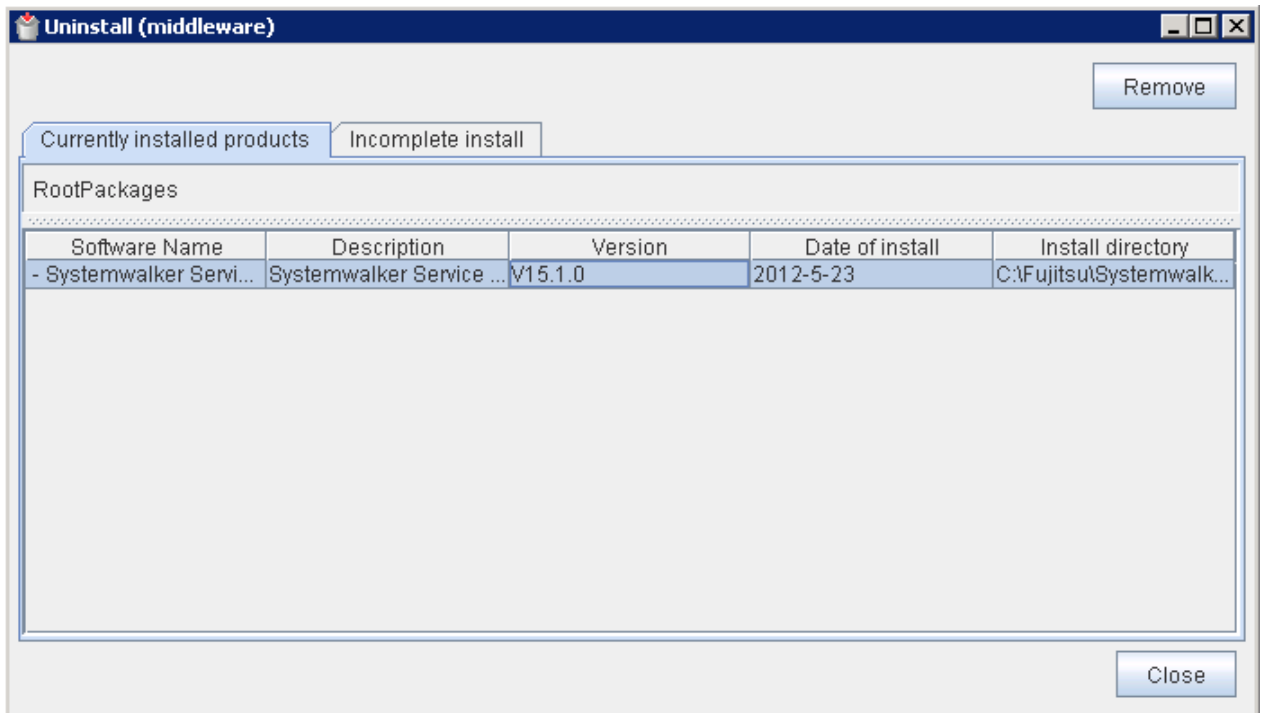 Uninstall (middleware)
Remove
Currently installed products Incomplete install
RootPackages
Software Name Description Version Date of install Install directory
- Systemwalker Servi... Systemwalker Service ... V15.1.0 2012-5-23 C:\Fujitsu\Systemwalk...
Close